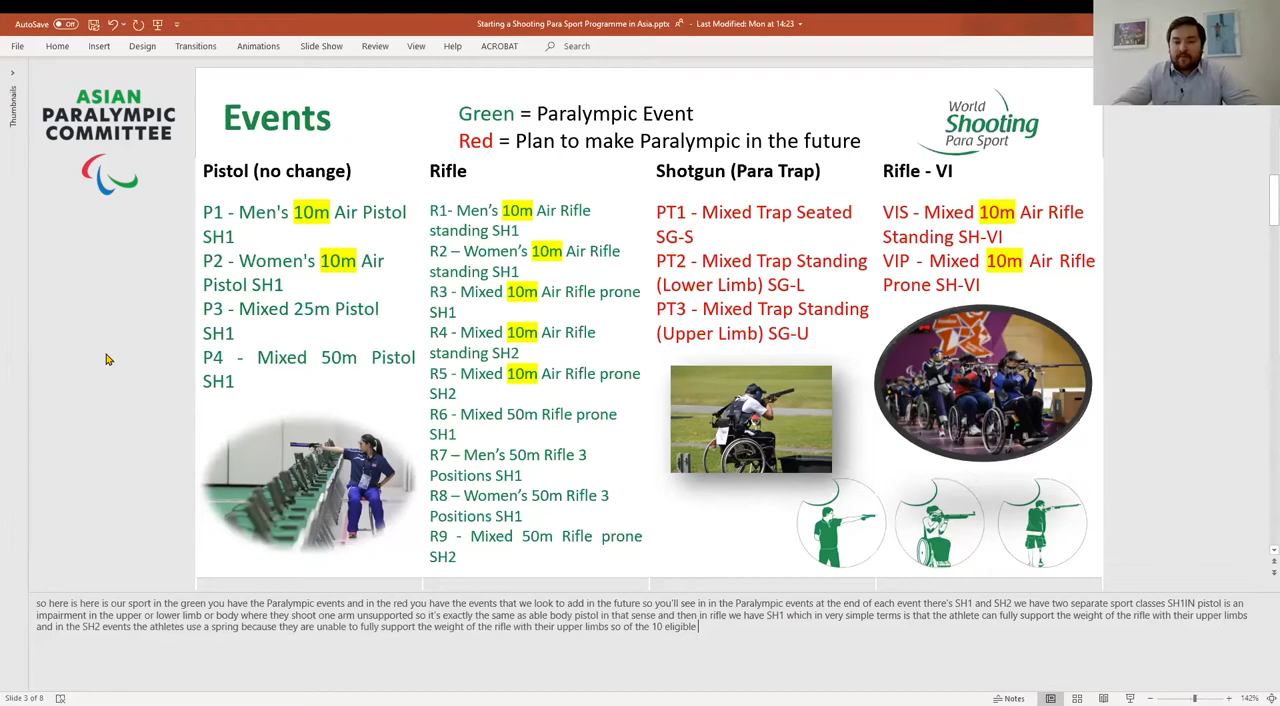 AutoSave Off
Starting a Shooting Para Sport Programme in Asia.pptx - Last Modified: Mon at 14:23
File Home Insert Design Transitions Animations Slide Show Review View Help ACROBAT Search
Thumbnails
ASIAN
PARALYMPIC
COMMITTEE
Events
Green = Paralympic Event
Red = Plan to make Paralympic in the future
World
Shooting
Para Sport
Pistol (no change)
P1 - Men's 10m Air Pistol
SH1
P2 - Women's 10m Air
Pistol SH1
P3 - Mixed 25m Pistol
SH1
P4 - Mixed 50m Pistol
SH1
Rifle
R1- Men’s 10m Air Rifle
standing SH1
R2 – Women’s 10m Air Rifle
standing SH1
R3 - Mixed 10m Air Rifle prone
SH1
R4 - Mixed 10m Air Rifle
standing SH2
R5 - Mixed 10m Air Rifle prone
SH2
R6 - Mixed 50m Rifle prone
SH1
R7 – Men’s 50m Rifle 3
Positions SH1
R8 – Women’s 50m Rifle 3
Positions SH1
R9 - Mixed 50m Rifle prone
SH2
Shotgun (Para Trap)
PT1 - Mixed Trap Seated
SG-S
PT2 - Mixed Trap Standing
(Lower Limb) SG-L
PT3 - Mixed Trap Standing
(Upper Limb) SG-U
Rifle - VI
VIS - Mixed 10m Air Rifle
Standing SH-VI
VIP - Mixed 10m Air Rifle
Prone SH-VI
so here is here is our sport in the green you have the Paralympic events and in the red you have the events that we look to add in the future so you'll see in in the Paralympic events at the end of each event there's SH1 and SH2 we have two separate sport classes SH1IN pistol is an
impairment in the upper or lower limb or body where they shoot one arm unsupported so it's exactly the same as able body pistol in that sense and then in rifle we have SH1 which in very simple terms is that the athlete can fully support the weight of the rifle with their upper limbs
and in the SH2 events the athletes use a spring because they are unable to fully support the weight of the rifle with their upper limbs so of the 10 eligible
Slide 3 of 8
Notes
142%